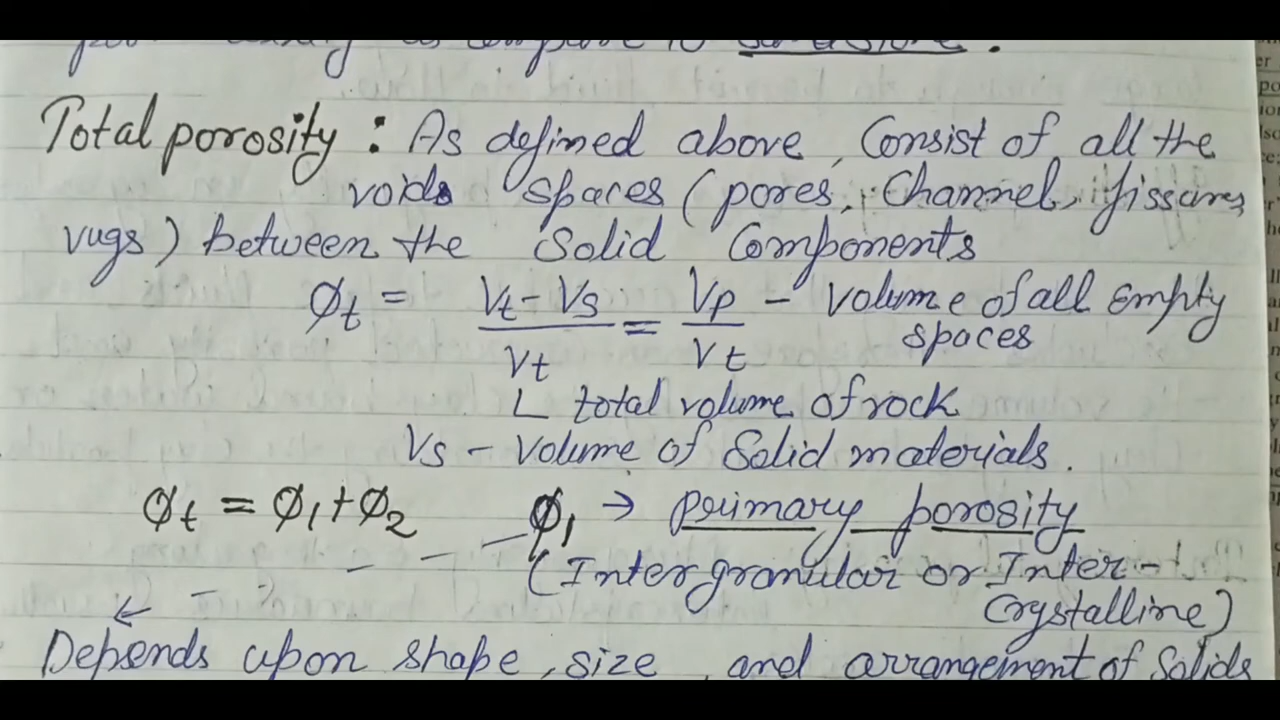 to sandstone.
Total porosity : As defined above, Consist of all the
voids spaces (pores, Channel, fissures,
vugs) between the Solid Components
Øt = Vt - Vs / Vt = Vp / Vt - Volume of all Empty
spaces
L total volume of rock
Vs - Volume of Solid materials.
Øt = Ø1 + Ø2 Ø1 → primary porosity
(Intergranular or Inter-
Crystalline)
Depends upon shape, size, and arrangement of Solids